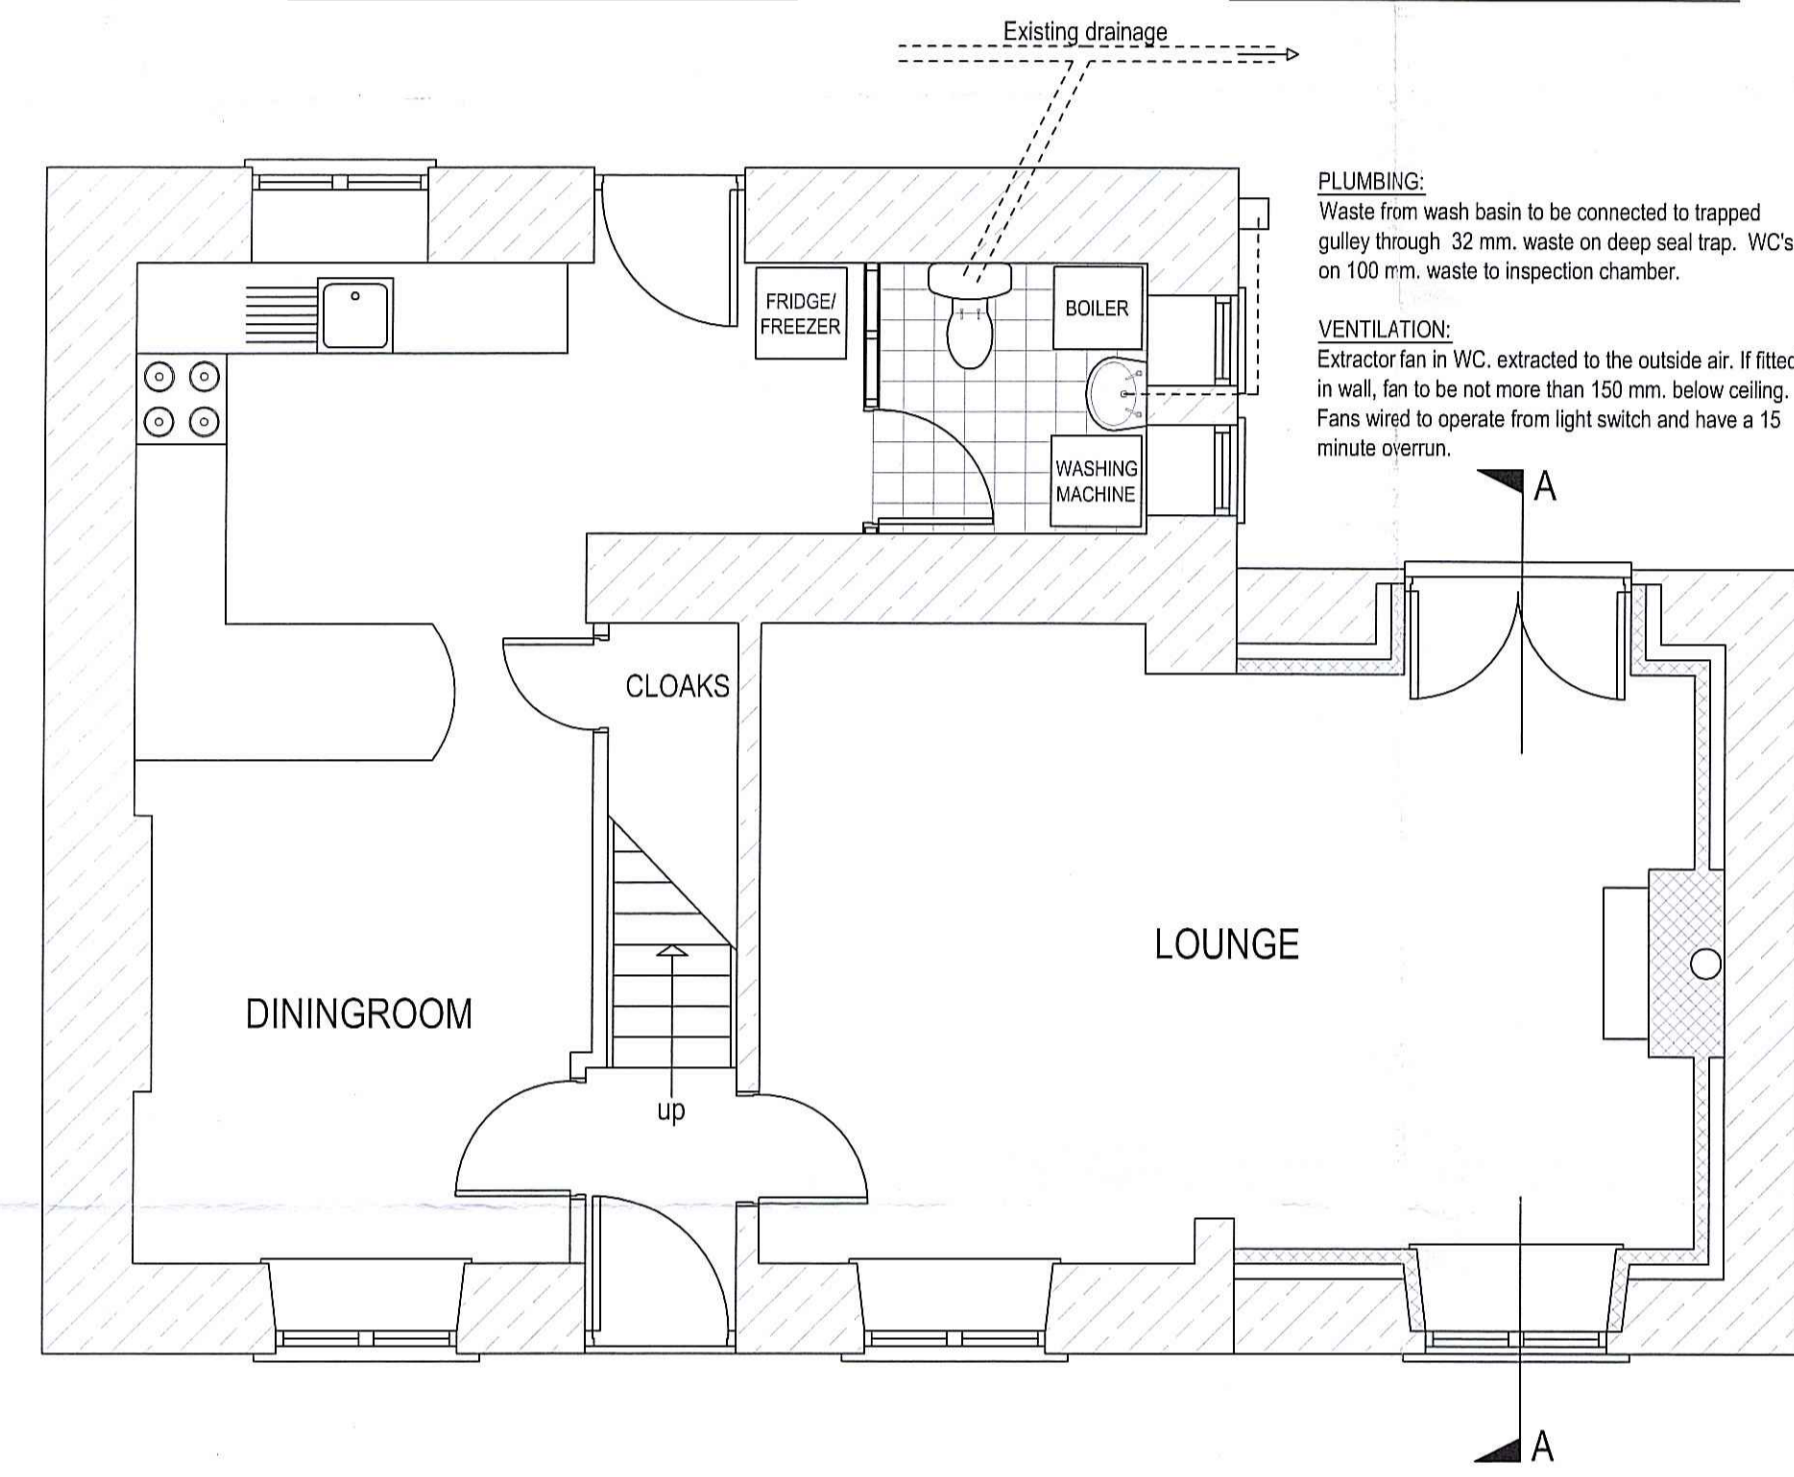 Existing drainage
PLUMBING:
Waste from wash basin to be connected to trapped
gulley through 32 mm. waste on deep seal trap. WC's
on 100 mm. waste to inspection chamber.
VENTILATION:
Extractor fan in WC. extracted to the outside air. If fitted
in wall, fan to be not more than 150 mm. below ceiling.
Fans wired to operate from light switch and have a 15
minute overrun.
FRIDGE/
FREEZER
BOILER
WASHING
MACHINE
A
CLOAKS
LOUNGE
DININGROOM
up
A